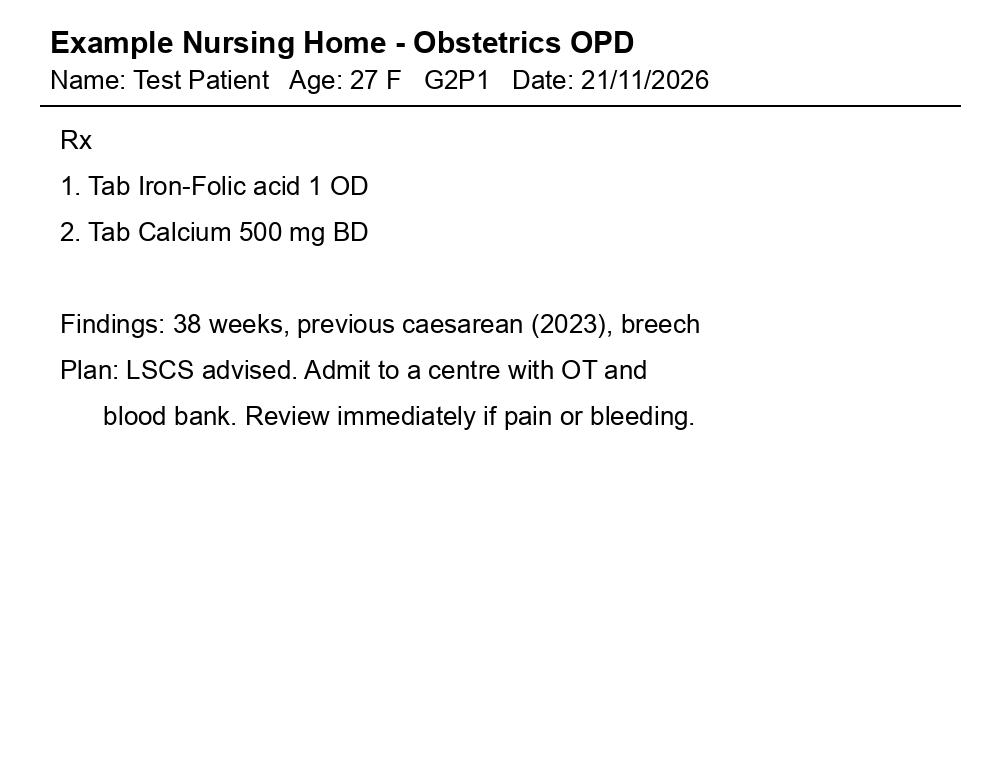 Example Nursing Home - Obstetrics OPD
Name: Test Patient Age: 27 F G2P1 Date: 21/11/2026
Rx
1. Tab Iron-Folic acid 1 OD
2. Tab Calcium 500 mg BD
Findings: 38 weeks, previous caesarean (2023), breech
Plan: LSCS advised. Admit to a centre with OT and
blood bank. Review immediately if pain or bleeding.